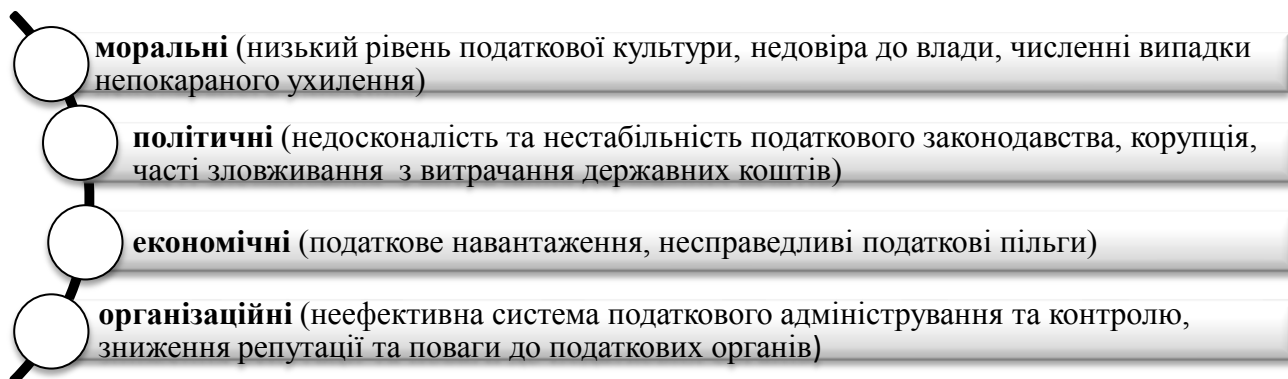 моральні (низький рівень податкової культури, недовіра до влади, численні випадки
непокараного ухилення)
політичні (недосконалість та нестабільність податкового законодавства, корупція,
часті зловживання з витрачання державних коштів)
економічні (податкове навантаження, несправедливі податкові пільги)
організаційні (неефективна система податкового адміністрування та контролю,
зниження репутації та поваги до податкових органів)